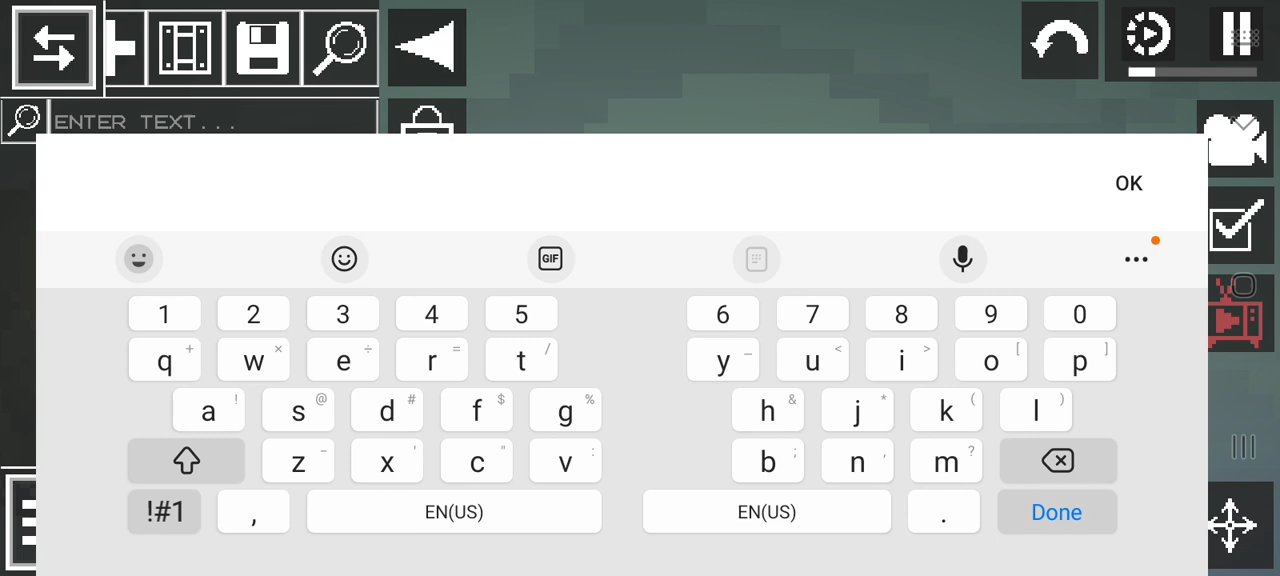 ENTER TEXT...
OK
GIF
1 2 3 4 5 6 7 8 9 0
q + w × e ÷ r = t / y _ u < i > o [ p ]
a ! s @ d # f $ g % h & j * k ( l )
z - x ' c " v : b ; n , m ?
!#1 , EN(US) EN(US) . Done